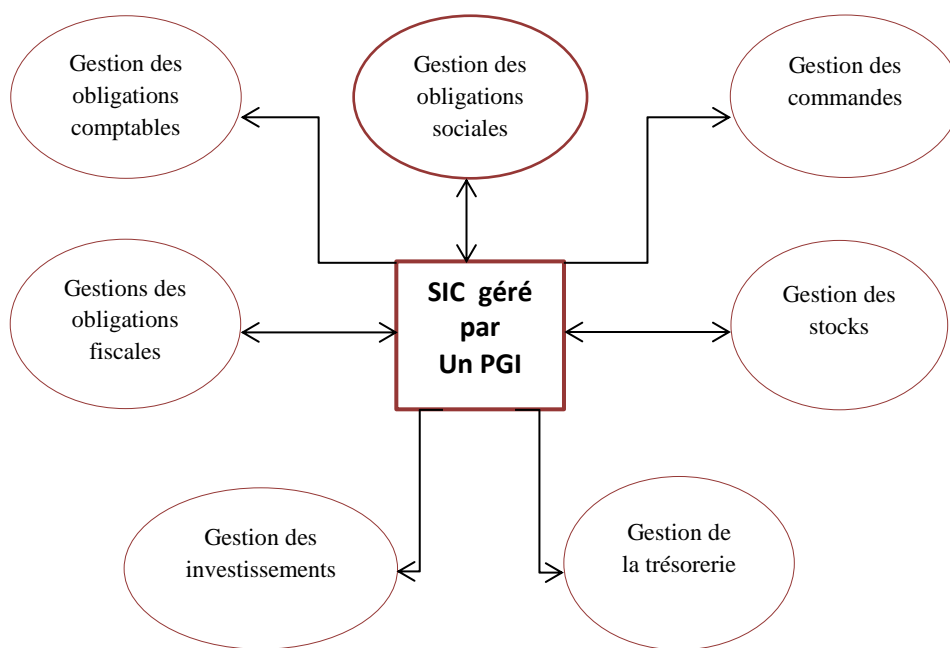 Gestion des
obligations
comptables
Gestion des
obligations
sociales
Gestion des
commandes
Gestions des
obligations
fiscales
SIC géré
par
Un PGI
Gestion des
stocks
Gestion des
investissements
Gestion de
la trésorerie